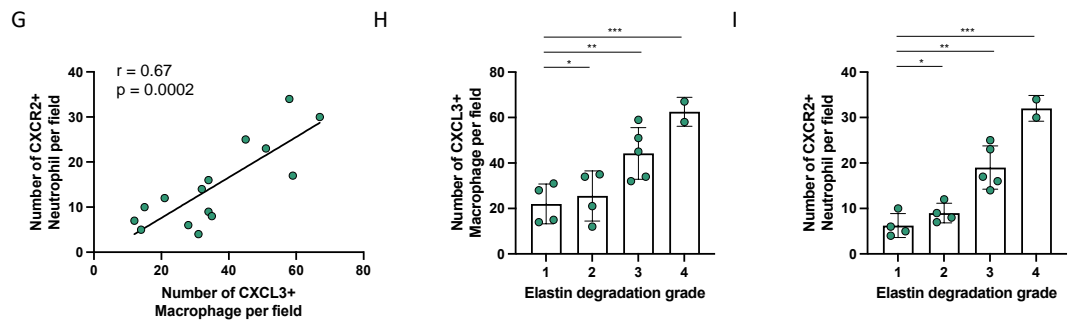 G
r = 0.67
p = 0.0002
Number of CXCR2+
Neutrophil per field
40
30
20
10
0
0
20
40
60
80
Number of CXCL3+
Macrophage per field
H
***
**
*
Number of CXCL3+
Macrophage per field
80
60
40
20
0
1
2
3
4
Elastin degradation grade
I
***
**
*
Number of CXCR2+
Neutrophil per field
40
30
20
10
0
1
2
3
4
Elastin degradation grade